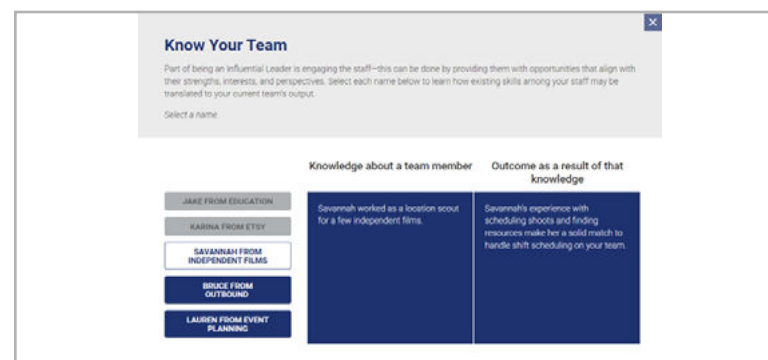 Know Your Team
Part of being an Influential Leader is engaging the staff—this can be done by providing them with opportunities that align with
their strengths, interests, and perspectives. Select each name below to learn how existing skills among your staff may be
translated to your current team's output.
Select a name.
Knowledge about a team member
Outcome as a result of that
knowledge
JAKE FROM EDUCATION
KARINA FROM ETSY
SAVANNAH FROM
INDEPENDENT FILMS
BRUCE FROM
OUTBOUND
LAUREN FROM EVENT
PLANNING
Savannah worked as a location scout
for a few independent films.
Savannah's experience with
scheduling shoots and finding
resources make her a solid match to
handle shift scheduling on your team.